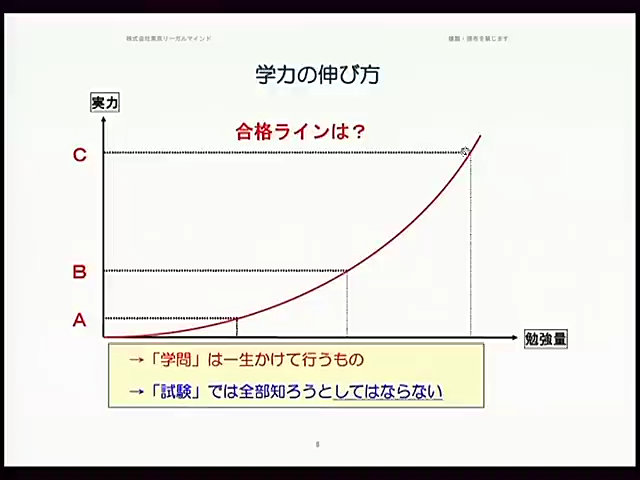 株式会社東京リーガルマインド
複製・頒布を禁じます
学力の伸び方
実力
合格ラインは？
C
B
A
勉強量
→「学問」は一生かけて行うもの
→「試験」では全部知ろうとしてはならない